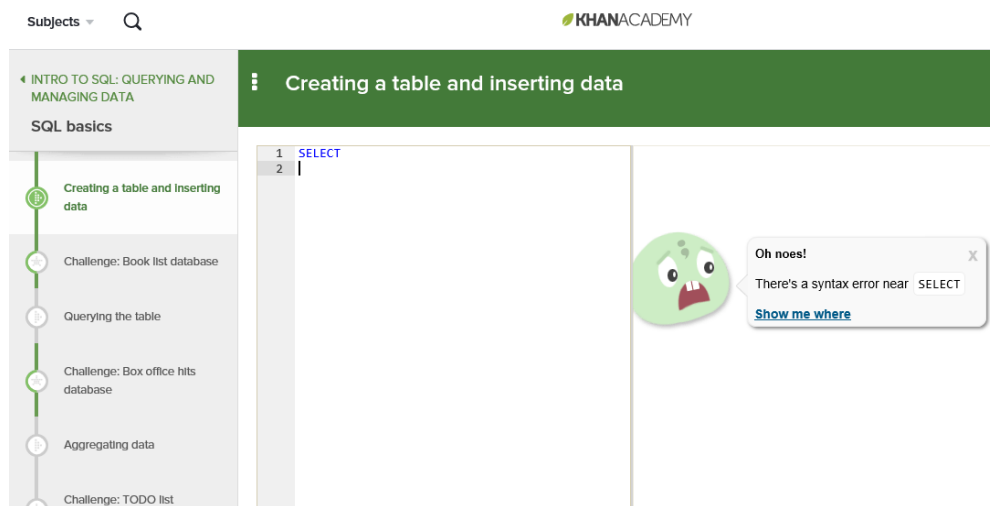 Subjects
KHANACADEMY
INTRO TO SQL: QUERYING AND
MANAGING DATA
SQL basics
Creating a table and inserting
data
Challenge: Book list database
Querying the table
Challenge: Box office hits
database
Aggregating data
Challenge: TODO list
Creating a table and inserting data
1 SELECT
2
Oh noes! X
There's a syntax error near SELECT
Show me where